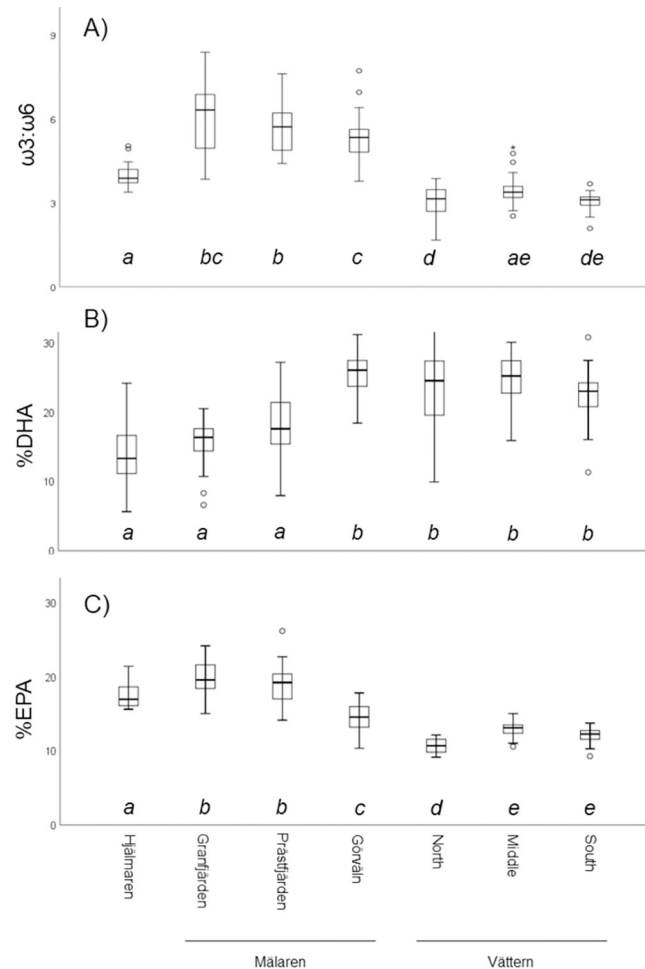 A)
9
6
3
0
ω3:ω6
a bc b c d ae de
B)
30
20
10
0
%DHA
a a a b b b b
C)
30
20
10
0
%EPA
a b b c d e e
Hjälmaren
Granfjärden
Prästfjärden
Görväln
North
Middle
South
Mälaren Vättern